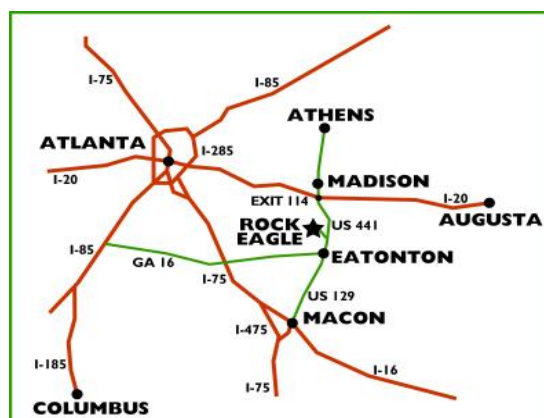 I-75
I-85
ATHENS
ATLANTA
I-285
MADISON
I-20
EXIT 114
I-20
AUGUSTA
ROCK
EAGLE
US 441
I-85
EATONTON
GA 16
I-75
US 129
MACON
I-475
I-185
I-16
I-75
COLUMBUS